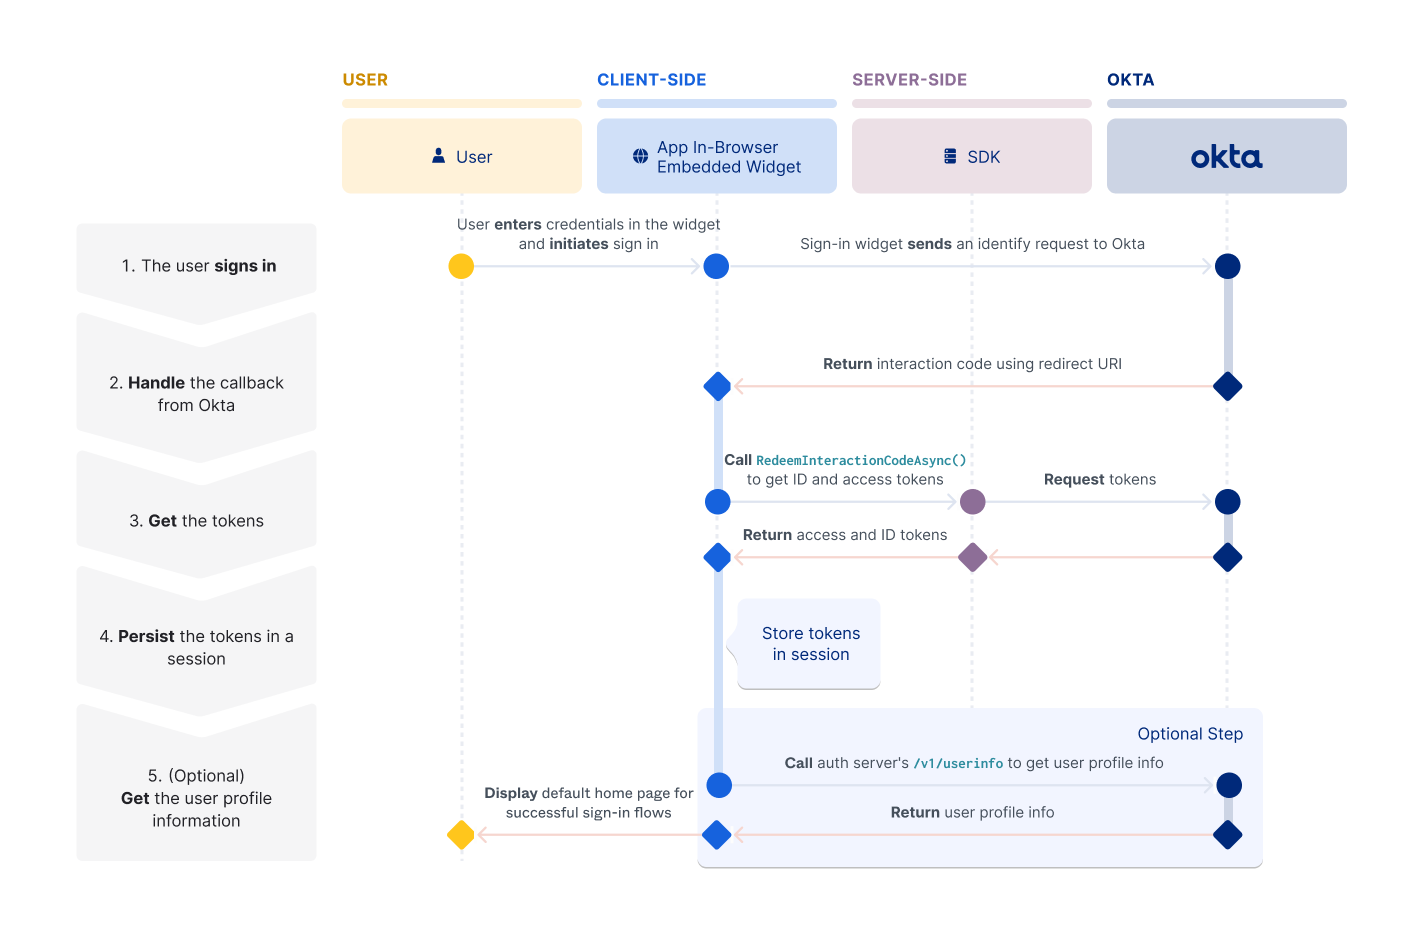 USER
CLIENT-SIDE
SERVER-SIDE
OKTA
User
App In-Browser
Embedded Widget
SDK
okta
1. The user signs in
User enters credentials in the widget
and initiates sign in
Sign-in widget sends an identify request to Okta
2. Handle the callback
from Okta
Return interaction code using redirect URI
3. Get the tokens
Call RedeemInteractionCodeAsync()
to get ID and access tokens
Request tokens
Return access and ID tokens
4. Persist the tokens in a
session
Store tokens
in session
5. (Optional)
Get the user profile
information
Optional Step
Call auth server's /v1/userinfo to get user profile info
Display default home page for
successful sign-in flows
Return user profile info